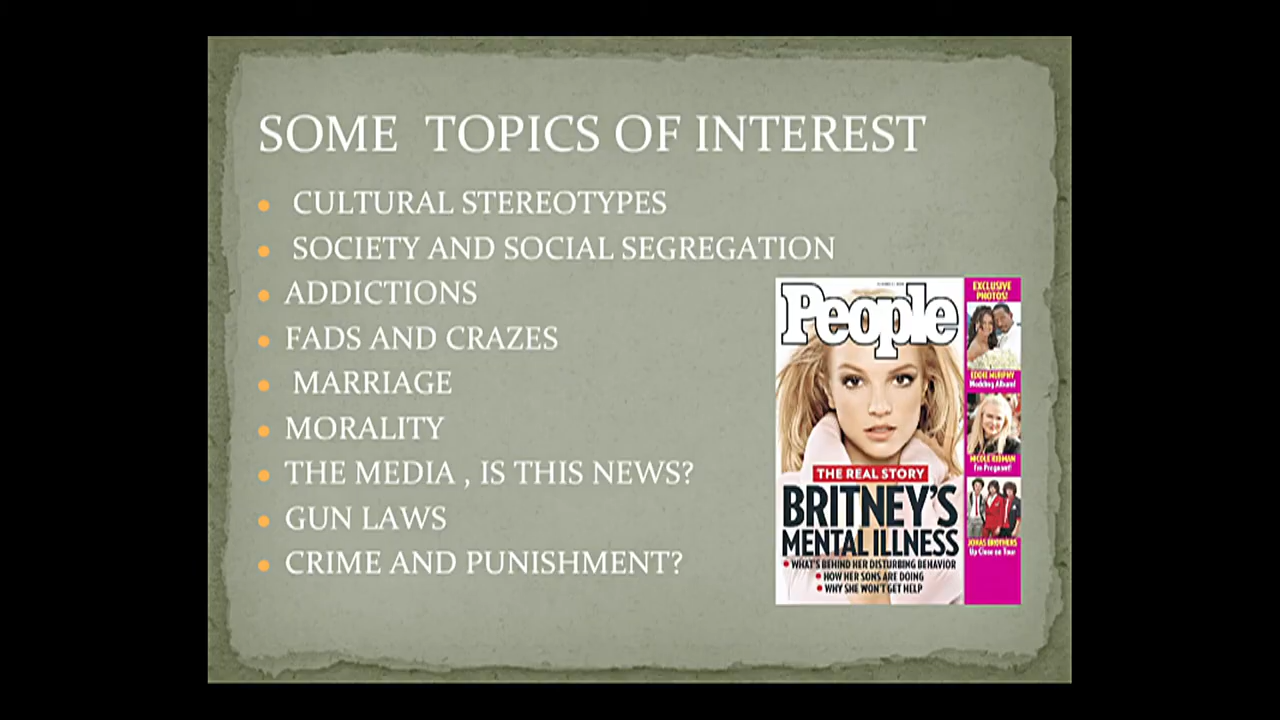 SOME TOPICS OF INTEREST
CULTURAL STEREOTYPES
SOCIETY AND SOCIAL SEGREGATION
ADDICTIONS
FADS AND CRAZES
MARRIAGE
MORALITY
THE MEDIA , IS THIS NEWS?
GUN LAWS
CRIME AND PUNISHMENT?
People
THE REAL STORY
BRITNEY'S
MENTAL ILLNESS
WHAT'S BEHIND HER DISTURBING BEHAVIOR
HOW HER SONS ARE DOING
WHY SHE WON'T GET HELP
EXCLUSIVE
PHOTOS!
EDDIE MURPHY
Wedding Album!
NICOLE KIDMAN
I'm Pregnant!
JONAS BROTHERS
Up Close on Tour